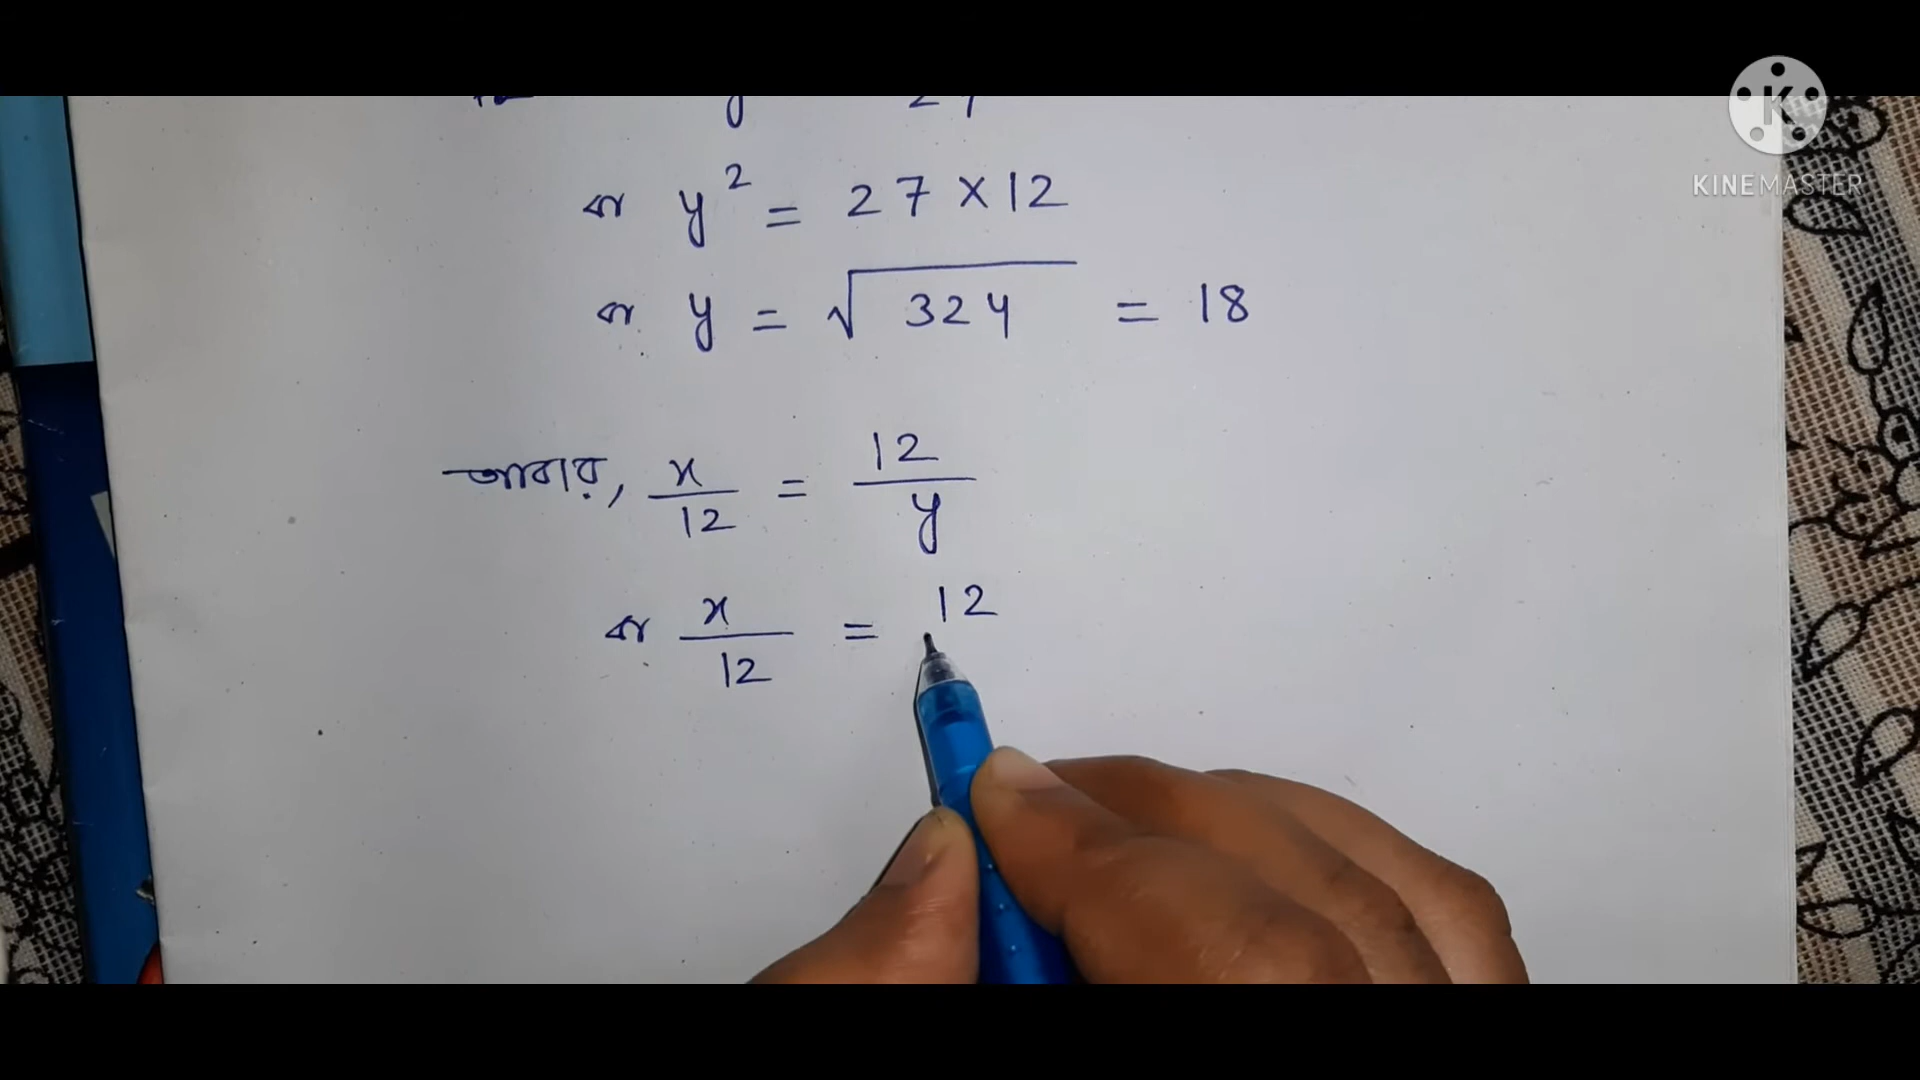 KINEMASTER
বা y² = 27 × 12
বা y = √324 = 18
আবার, x/12 = 12/y
বা x/12 = 12